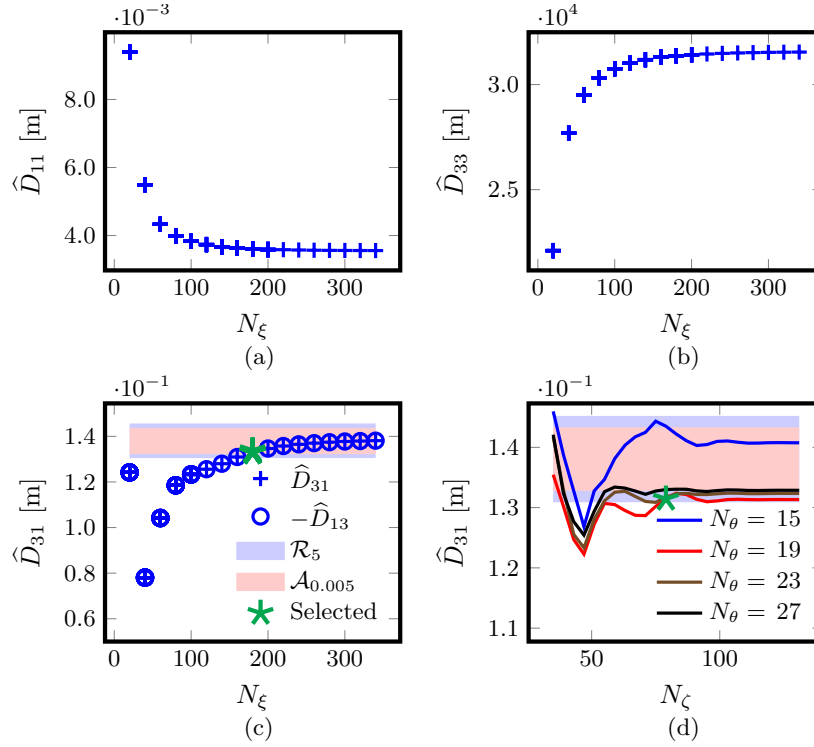 ·10⁻³
8.0
6.0
4.0
0 100 200 300
D̂₁₁ [m]
N_ξ
(a)
·10⁴
3.0
2.5
0 100 200 300
D̂₃₃ [m]
N_ξ
(b)
·10⁻¹
1.4
1.2
1.0
0.8
0.6
0 100 200 300
D̂₃₁ [m]
N_ξ
D̂₃₁
−D̂₁₃
ℛ₅
𝒜₀.₀₀₅
Selected
(c)
·10⁻¹
1.4
1.3
1.2
1.1
50 100
D̂₃₁ [m]
N_ζ
N_θ = 15
N_θ = 19
N_θ = 23
N_θ = 27
(d)